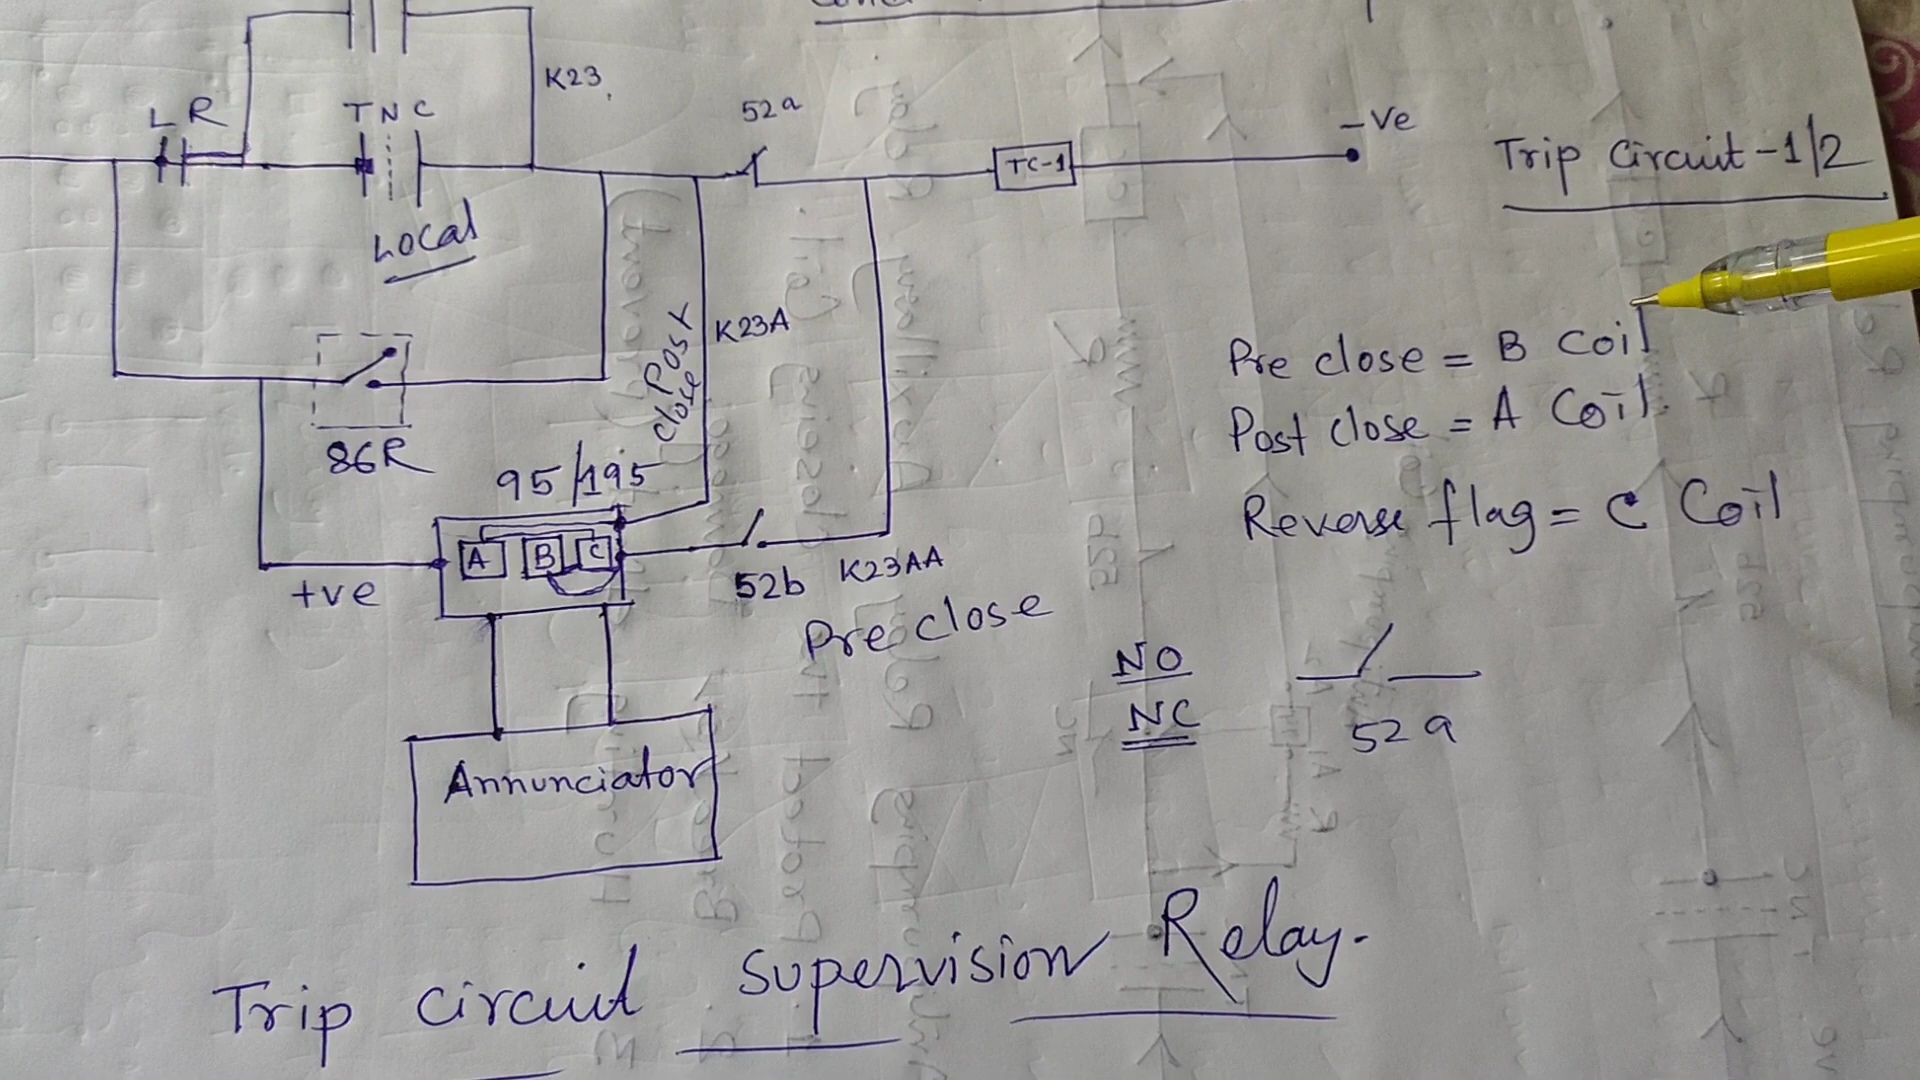 K23
52a
L R
T N C
-ve
Trip Circuit-1/2
TC-1
Local
K23A
Post
close
Pre close = B Coil
Post close = A Coil
86R
95/195
Reverse flag = C Coil
A B C
+ve
52b K23AA
Pre close
NO
NC
52a
Annunciator
Trip circuit supervision Relay.